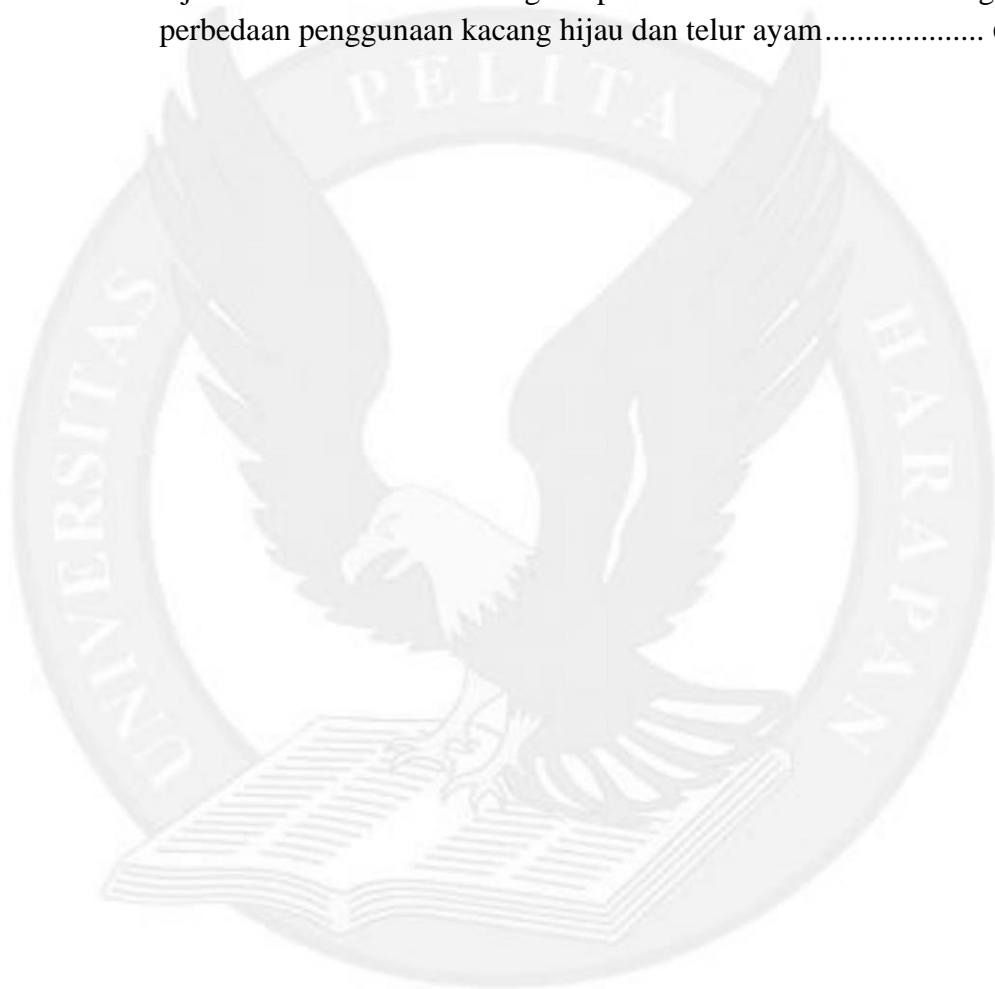 perbedaan penggunaan kacang hijau dan telur ayam...................
PELITA
UNIVERSITAS
HARAPAN